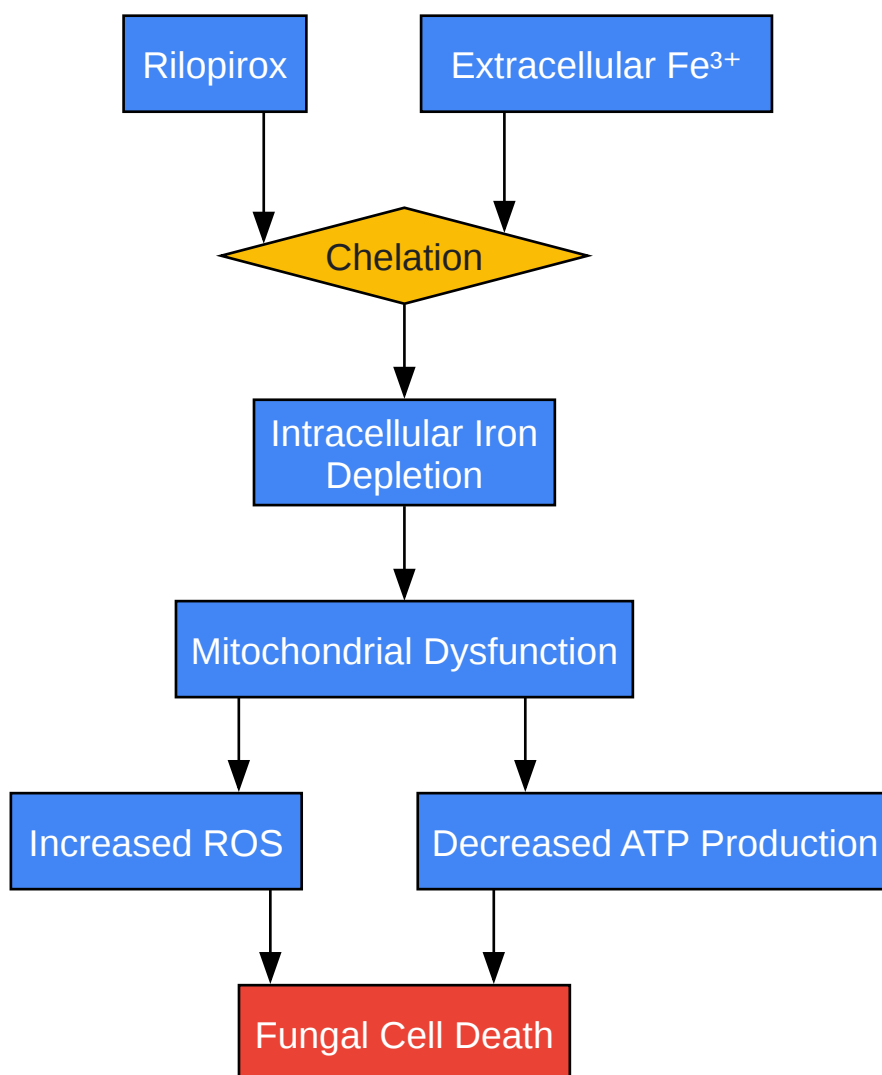 Rilopirox
Extracellular Fe³⁺
Chelation
Intracellular Iron
Depletion
Mitochondrial Dysfunction
Increased ROS
Decreased ATP Production
Fungal Cell Death